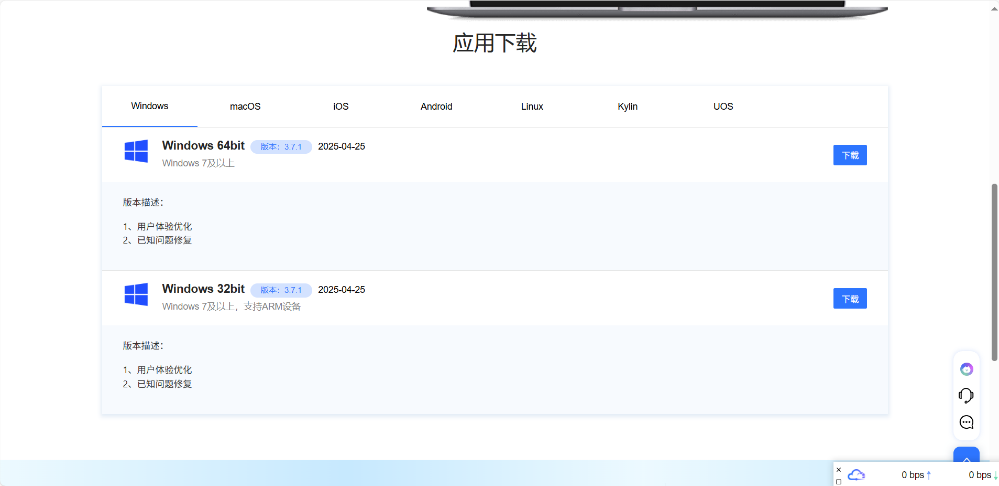 应用下载
Windows macOS iOS Android Linux Kylin UOS
Windows 64bit 版本：3.7.1 2025-04-25
Windows 7及以上
下载
版本描述：
1、用户体验优化
2、已知问题修复
Windows 32bit 版本：3.7.1 2025-04-25
Windows 7及以上，支持ARM设备
下载
版本描述：
1、用户体验优化
2、已知问题修复
0 bps↑ 0 bps↓